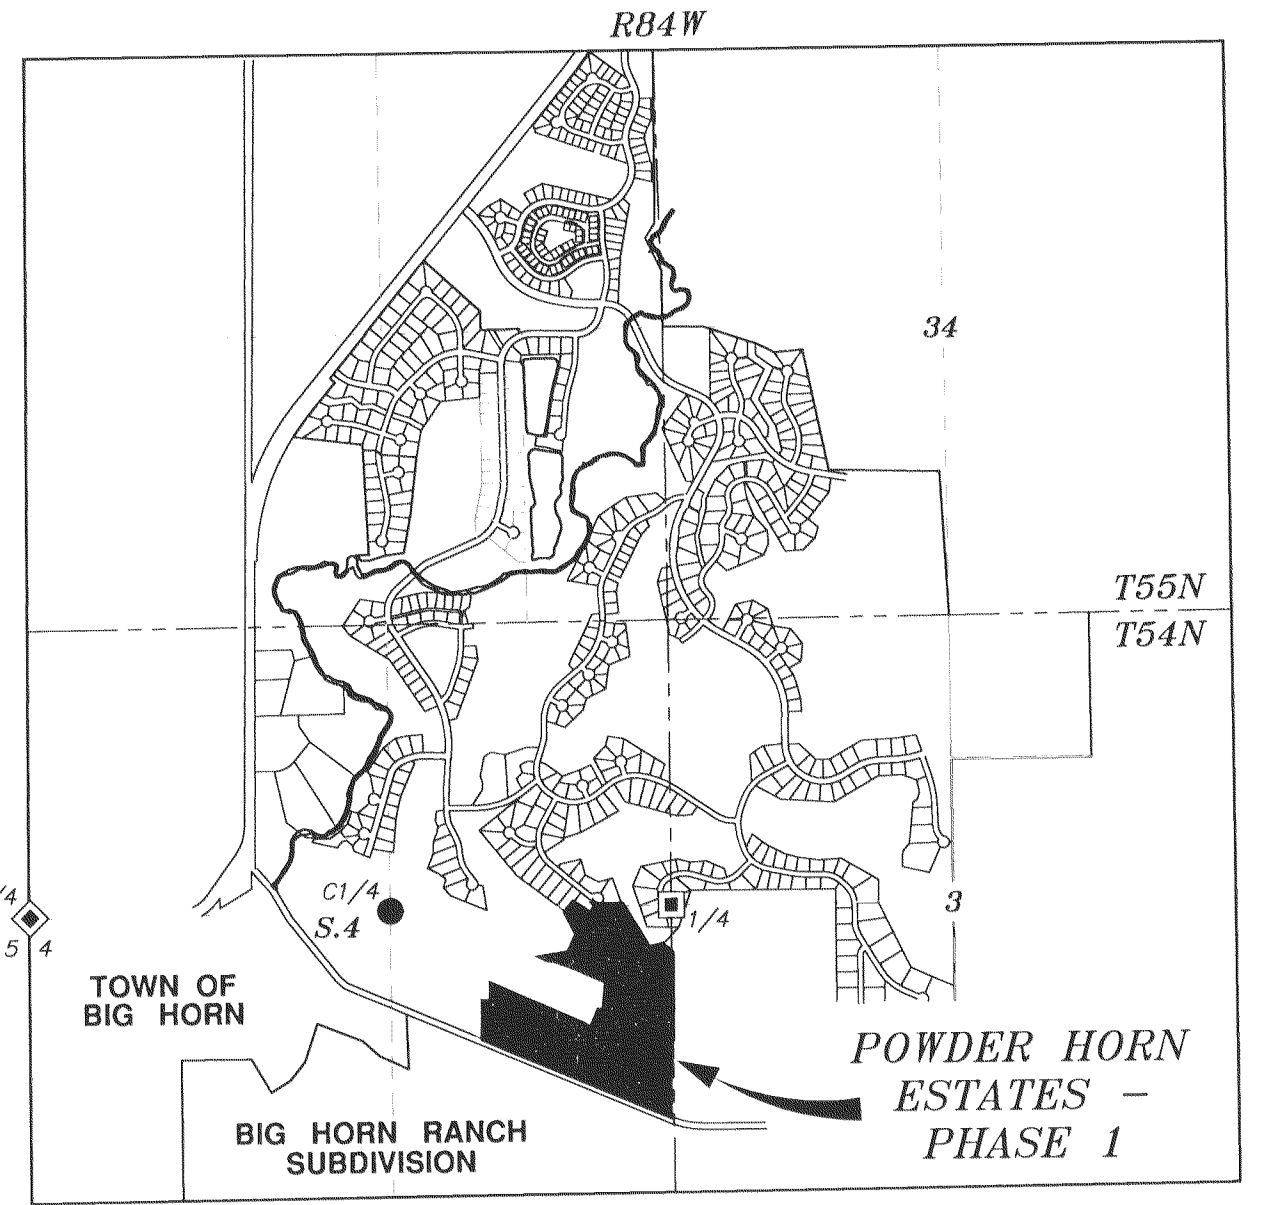 R84W
34
T55N
T54N
/4
5 4
C1/4
S.4
1/4
3
TOWN OF
BIG HORN
POWDER HORN
ESTATES –
PHASE 1
BIG HORN RANCH
SUBDIVISION